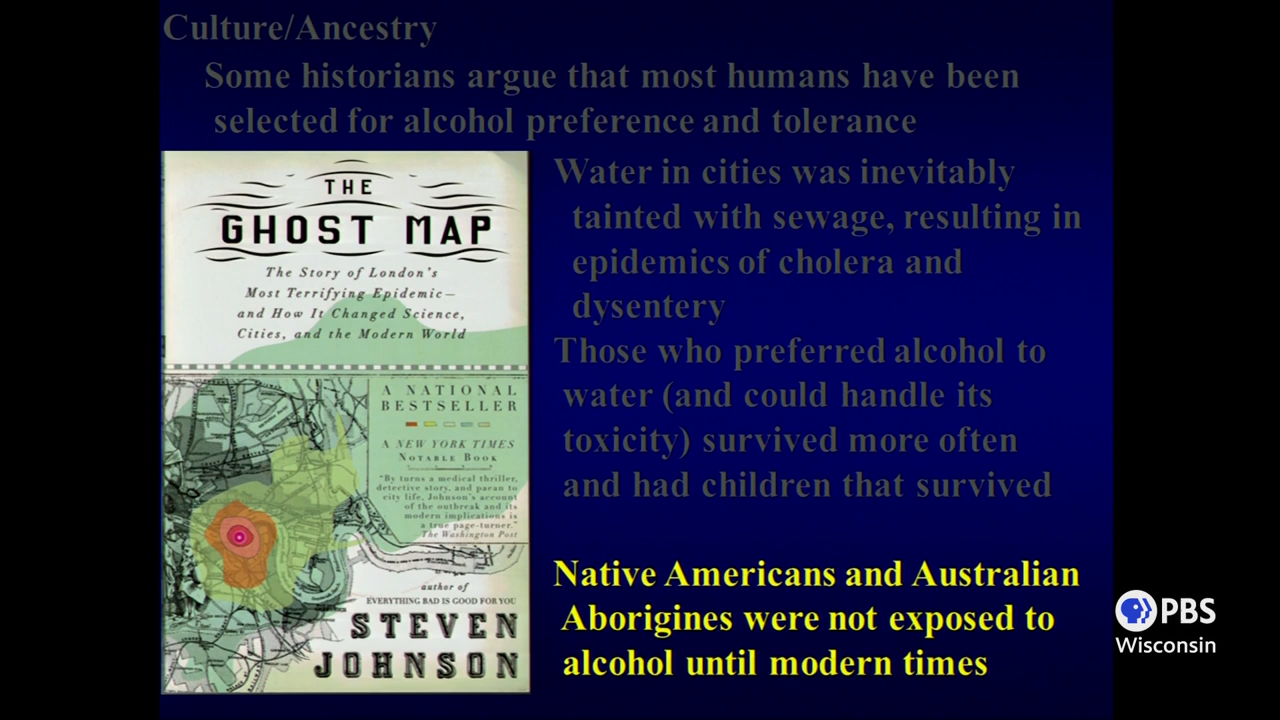 Culture/Ancestry
Some historians argue that most humans have been
selected for alcohol preference and tolerance
THE
GHOST MAP
The Story of London's
Most Terrifying Epidemic—
and How It Changed Science,
Cities, and the Modern World
A NATIONAL
BESTSELLER
A NEW YORK TIMES
NOTABLE BOOK
"By turns a medical thriller,
detective story, and paean to
city life, Johnson's account
of the outbreak and its
modern implications is
a true page-turner."
The Washington Post
author of
EVERYTHING BAD IS GOOD FOR YOU
STEVEN
JOHNSON
Water in cities was inevitably
tainted with sewage, resulting in
epidemics of cholera and
dysentery
Those who preferred alcohol to
water (and could handle its
toxicity) survived more often
and had children that survived
Native Americans and Australian
Aborigines were not exposed to
alcohol until modern times
PBS
Wisconsin